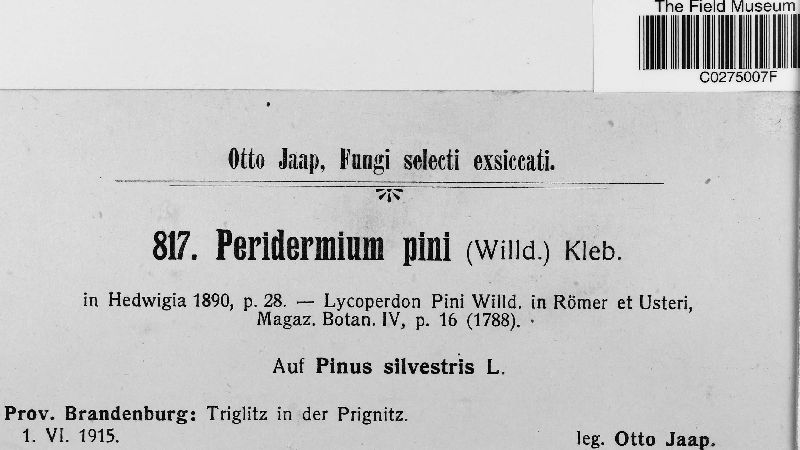 The Field Museum
C0275007F
Otto Jaap, Fungi selecti exsiccati.
817. Peridermium pini (Willd.) Kleb.
in Hedwigia 1890, p. 28. — Lycoperdon Pini Willd. in Römer et Usteri,
Magaz. Botan. IV, p. 16 (1788).
Auf Pinus silvestris L.
Prov. Brandenburg: Triglitz in der Prignitz.
1. VI. 1915.
leg. Otto Jaap.